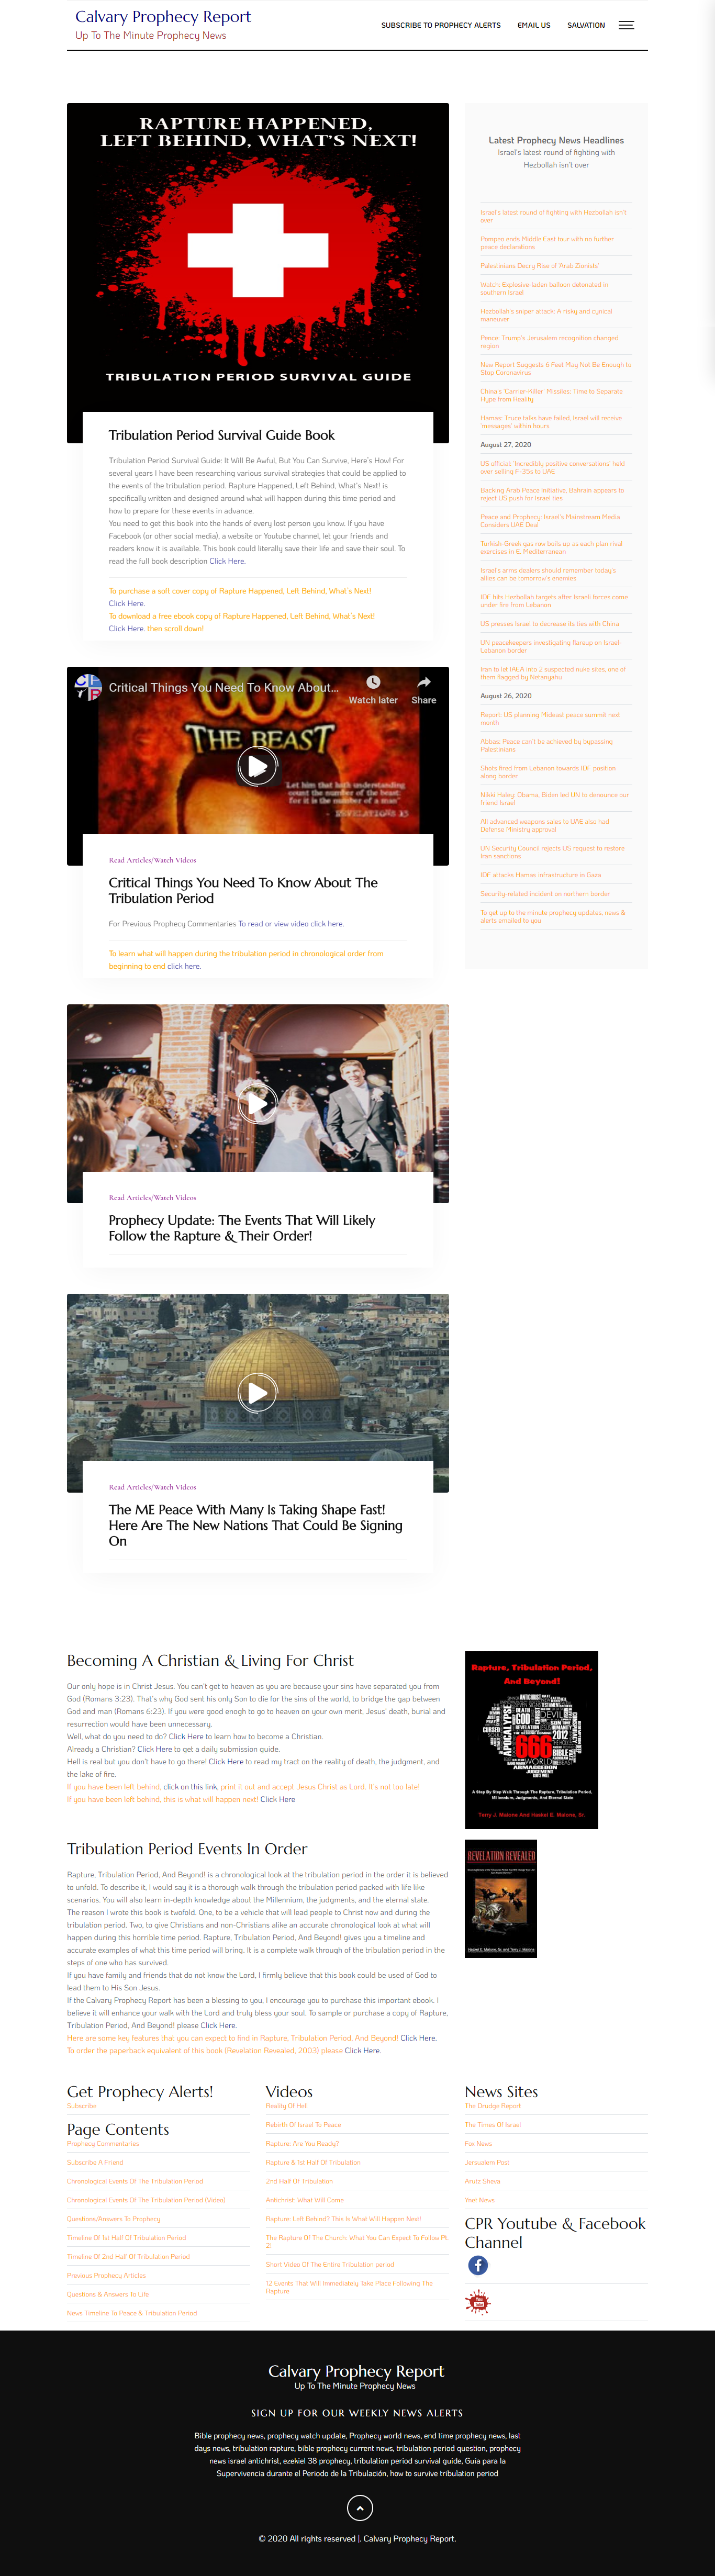 Calvary Prophecy Report
Up To The Minute Prophecy News
SUBSCRIBE TO PROPHECY ALERTS
EMAIL US
SALVATION
RAPTURE HAPPENED,
LEFT BEHIND, WHAT'S NEXT!
TRIBULATION PERIOD SURVIVAL GUIDE
Tribulation Period Survival Guide Book
Tribulation Period Survival Guide: It Will Be Awful, But You Can Survive, Here's How! For
several years I have been researching various survival strategies that could be applied to
the events of the tribulation period. Rapture Happened, Left Behind, What's Next! is
specifically written and designed around what will happen during this time period and
how to prepare for these events in advance.
You need to get this book into the hands of every lost person you know. If you have
Facebook (or other social media), a website or Youtube channel, let your friends and
readers know it is available. This book could literally save their life and save their soul. To
read the full book description Click Here.
To purchase a soft cover copy of Rapture Happened, Left Behind, What's Next!
Click Here.
To download a free ebook copy of Rapture Happened, Left Behind, What's Next!
Click Here. then scroll down!
Critical Things You Need To Know About...
Watch later
Share
THE BEAST
Let him that hath understanding
count the number of the beast:
for it is the number of a man.
REVELATIONS 13
Read Articles/Watch Videos
Critical Things You Need To Know About The
Tribulation Period
For Previous Prophecy Commentaries To read or view video click here.
To learn what will happen during the tribulation period in chronological order from
beginning to end click here.
Read Articles/Watch Videos
Prophecy Update: The Events That Will Likely
Follow the Rapture & Their Order!
Read Articles/Watch Videos
The ME Peace With Many Is Taking Shape Fast!
Here Are The New Nations That Could Be Signing
On
Latest Prophecy News Headlines
Israel's latest round of fighting with
Hezbollah isn't over
Israel's latest round of fighting with Hezbollah isn't
over
Pompeo ends Middle East tour with no further
peace declarations
Palestinians Decry Rise of 'Arab Zionists'
Watch: Explosive-laden balloon detonated in
southern Israel
Hezbollah's sniper attack: A risky and cynical
maneuver
Pence: Trump's Jerusalem recognition changed
region
New Report Suggests 6 Feet May Not Be Enough to
Stop Coronavirus
China's 'Carrier-Killer' Missiles: Time to Separate
Hype from Reality
Hamas: Truce talks have failed, Israel will receive
'messages' within hours
August 27, 2020
US official: 'Incredibly positive conversations' held
over selling F-35s to UAE
Backing Arab Peace Initiative, Bahrain appears to
reject US push for Israel ties
Peace and Prophecy: Israel's Mainstream Media
Considers UAE Deal
Turkish-Greek gas row boils up as each plan rival
exercises in E. Mediterranean
Israel's arms dealers should remember today's
allies can be tomorrow's enemies
IDF hits Hezbollah targets after Israeli forces come
under fire from Lebanon
US presses Israel to decrease its ties with China
UN peacekeepers investigating flareup on Israel-
Lebanon border
Iran to let IAEA into 2 suspected nuke sites, one of
them flagged by Netanyahu
August 26, 2020
Report: US planning Mideast peace summit next
month
Abbas: Peace can't be achieved by bypassing
Palestinians
Shots fired from Lebanon towards IDF position
along border
Nikki Haley: Obama, Biden led UN to denounce our
friend Israel
All advanced weapons sales to UAE also had
Defense Ministry approval
UN Security Council rejects US request to restore
Iran sanctions
IDF attacks Hamas infrastructure in Gaza
Security-related incident on northern border
To get up to the minute prophecy updates, news &
alerts emailed to you
Becoming A Christian & Living For Christ
Our only hope is in Christ Jesus. You can't get to heaven as you are because your sins have separated you from
God (Romans 3:23). That's why God sent his only Son to die for the sins of the world, to bridge the gap between
God and man (Romans 6:23). If you were good enogh to go to heaven on your own merit, Jesus' death, burial and
resurrection would have been unnecessary.
Well, what do you need to do? Click Here to learn how to become a Christian.
Already a Christian? Click Here to get a daily submission guide.
Hell is real but you don't have to go there! Click Here to read my tract on the reality of death, the judgment, and
the lake of fire.
If you have been left behind, click on this link, print it out and accept Jesus Christ as Lord. It's not too late!
If you have been left behind, this is what will happen next! Click Here
Rapture, Tribulation Period,
And Beyond!
APOCALYPSE
ANTICHRIST
DEVIL
666
ARMAGEDDON
JUDGEMENT
A Step By Step Walk Through The Rapture, Tribulation Period,
Millennium, Judgments, And Eternal State.
Terry J. Malone And Haskel E. Malone, Sr.
Tribulation Period Events In Order
Rapture, Tribulation Period, And Beyond! is a chronological look at the tribulation period in the order it is believed
to unfold. To describe it, I would say it is a thorough walk through the tribulation period packed with life like
scenarios. You will also learn in-depth knowledge about the Millennium, the judgments, and the eternal state.
The reason I wrote this book is twofold. One, to be a vehicle that will lead people to Christ now and during the
tribulation period. Two, to give Christians and non-Christians alike an accurate chronological look at what will
happen during this horrible time period. Rapture, Tribulation Period, And Beyond! gives you a timeline and
accurate examples of what this time period will bring. It is a complete walk through of the tribulation period in the
steps of one who has survived.
If you have family and friends that do not know the Lord, I firmly believe that this book could be used of God to
lead them to His Son Jesus.
If the Calvary Prophecy Report has been a blessing to you, I encourage you to purchase this important ebook. I
believe it will enhance your walk with the Lord and truly bless your soul. To sample or purchase a copy of Rapture,
Tribulation Period, And Beyond! please Click Here.
Here are some key features that you can expect to find in Rapture, Tribulation Period, And Beyond! Click Here.
To order the paperback equivalent of this book (Revelation Revealed, 2003) please Click Here.
REVELATION REVEALED
Haskel E. Malone, Sr. and Terry J. Malone
Get Prophecy Alerts!
Subscribe
Page Contents
Prophecy Commentaries
Subscribe A Friend
Chronological Events Of The Tribulation Period
Chronological Events Of The Tribulation Period (Video)
Questions/Answers To Prophecy
Timeline Of 1st Half Of Tribulation Period
Timeline Of 2nd Half Of Tribulation Period
Previous Prophecy Articles
Questions & Answers To Life
News Timeline To Peace & Tribulation Period
Videos
Reality Of Hell
Rebirth Of Israel To Peace
Rapture: Are You Ready?
Rapture & 1st Half Of Tribulation
2nd Half Of Tribulation
Antichrist: What Will Come
Rapture: Left Behind? This Is What Will Happen Next!
The Rapture Of The Church: What You Can Expect To Follow Pt.
2!
Short Video Of The Entire Tribulation period
12 Events That Will Immediately Take Place Following The
Rapture
News Sites
The Drudge Report
The Times Of Israel
Fox News
Jerusalem Post
Arutz Sheva
Ynet News
CPR Youtube & Facebook
Channel
Calvary Prophecy Report
Up To The Minute Prophecy News
SIGN UP FOR OUR WEEKLY NEWS ALERTS
Bible prophecy news, prophecy watch update, Prophecy world news, end time prophecy news, last
days news, tribulation rapture, bible prophecy current news, tribulation period question, prophecy
news israel antichrist, ezekiel 38 prophecy, tribulation period survival guide, Guía para la
Supervivencia durante el Periodo de la Tribulación, how to survive tribulation period
© 2020 All rights reserved |. Calvary Prophecy Report.